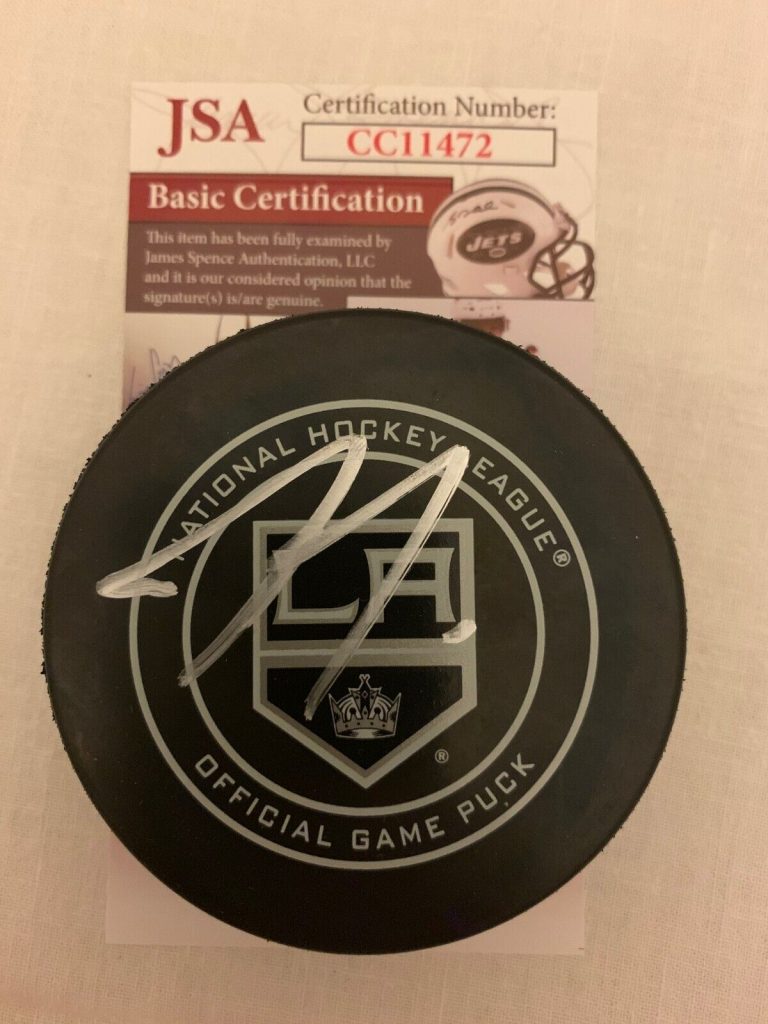 JSA
Certification Number:
CC11472
Basic Certification
This item has been fully examined by
James Spence Authentication, LLC
and it is our considered opinion that the
signature(s) is/are genuine.
JETS
NATIONAL HOCKEY LEAGUE®
LA
®
OFFICIAL GAME PUCK